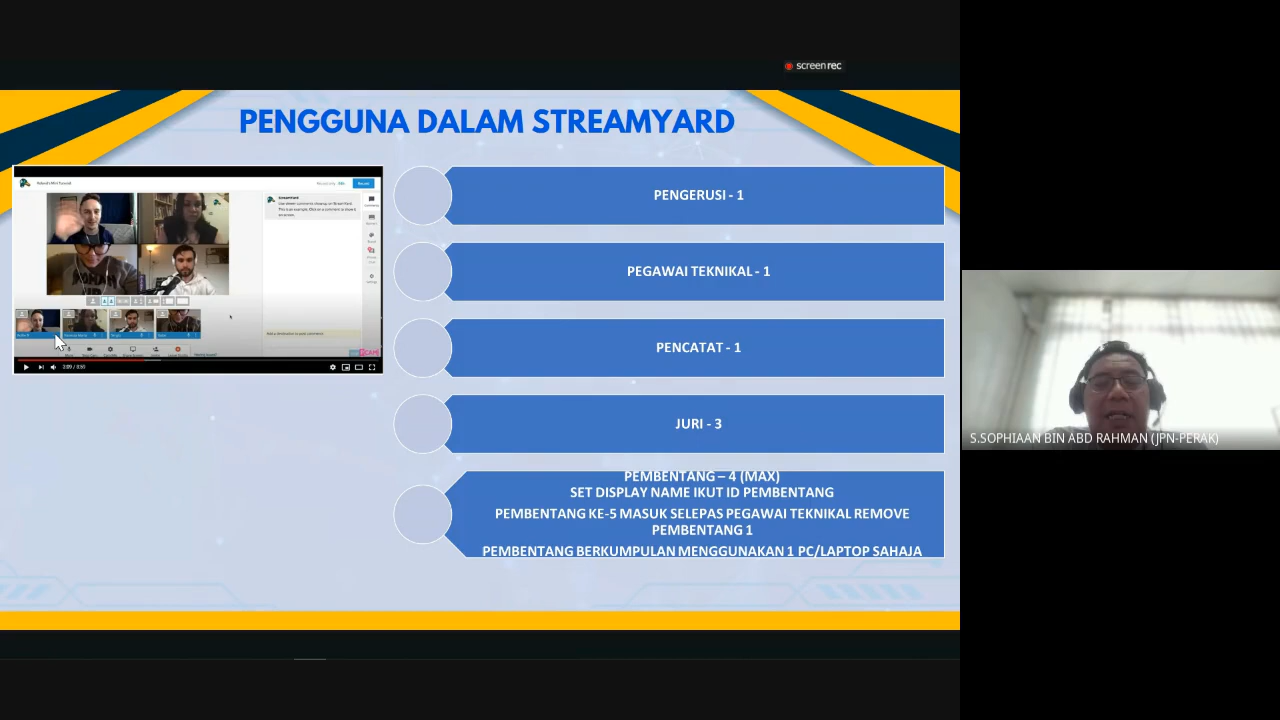 screenrec
PENGGUNA DALAM STREAMYARD
StreamYard
PENGERUSI - 1
PEGAWAI TEKNIKAL - 1
PENCATAT - 1
JURI - 3
PEMBENTANG – 4 (MAX)
SET DISPLAY NAME IKUT ID PEMBENTANG
PEMBENTANG KE-5 MASUK SELEPAS PEGAWAI TEKNIKAL REMOVE
PEMBENTANG 1
PEMBENTANG BERKUMPULAN MENGGUNAKAN 1 PC/LAPTOP SAHAJA
S.SOPHIAAN BIN ABD RAHMAN (JPN-PERAK)